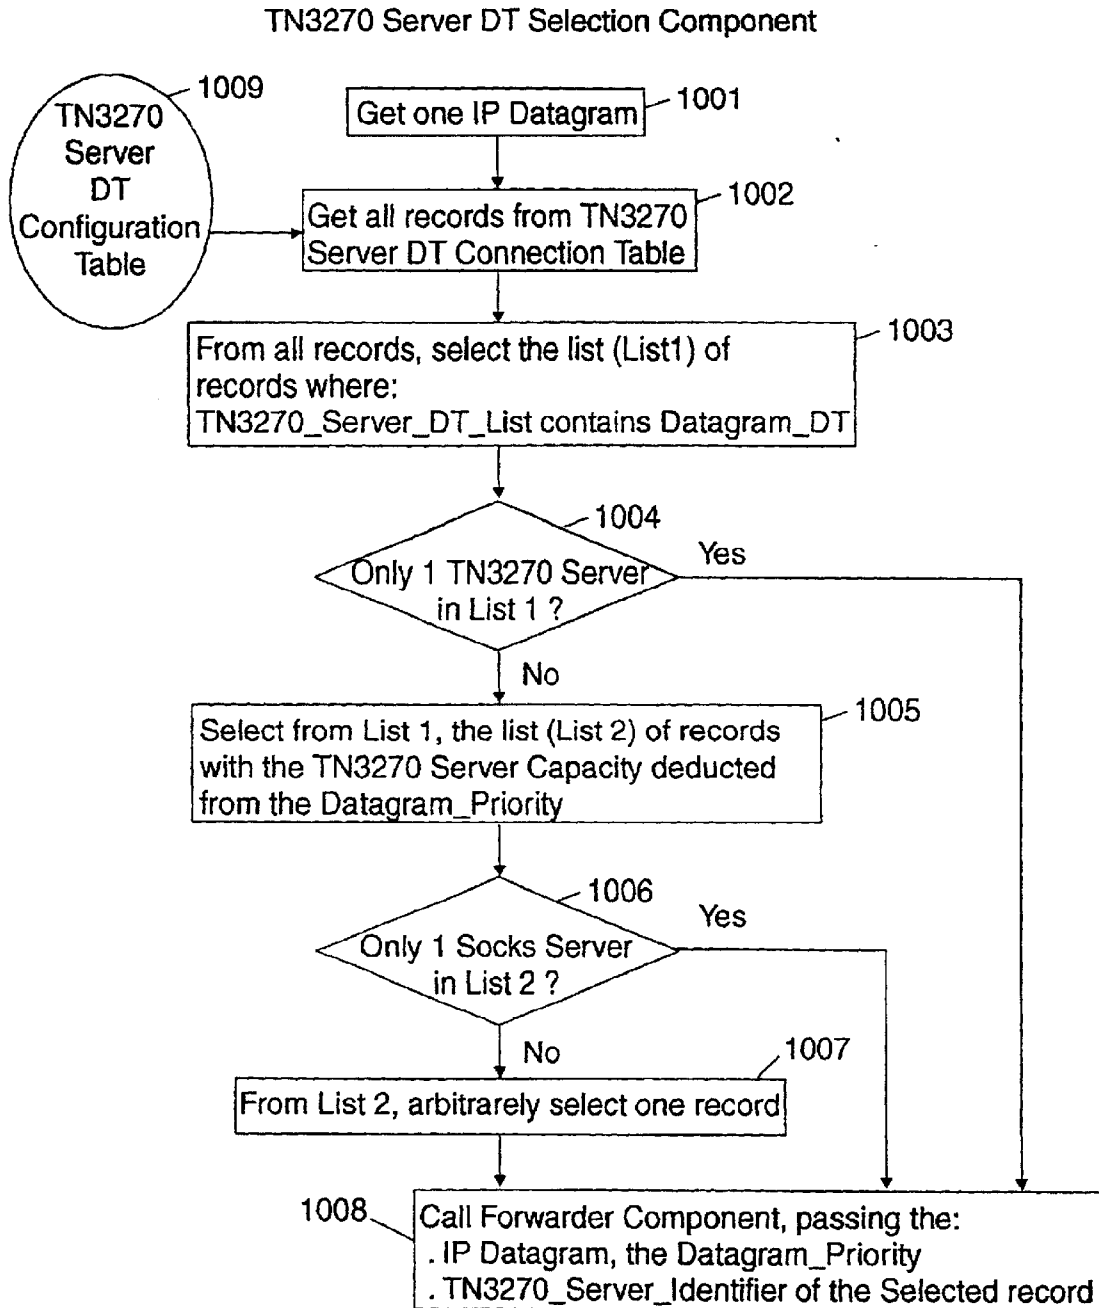 TN3270 Server DT Selection Component
1009
TN3270
Server
DT
Configuration
Table
1001
Get one IP Datagram
1002
Get all records from TN3270
Server DT Connection Table
1003
From all records, select the list (List1) of
records where:
TN3270_Server_DT_List contains Datagram_DT
1004
Only 1 TN3270 Server
in List 1 ?
Yes
No
1005
Select from List 1, the list (List 2) of records
with the TN3270 Server Capacity deducted
from the Datagram_Priority
1006
Only 1 Socks Server
in List 2 ?
Yes
No
1007
From List 2, arbitrarely select one record
1008
Call Forwarder Component, passing the:
. IP Datagram, the Datagram_Priority
. TN3270_Server_Identifier of the Selected record